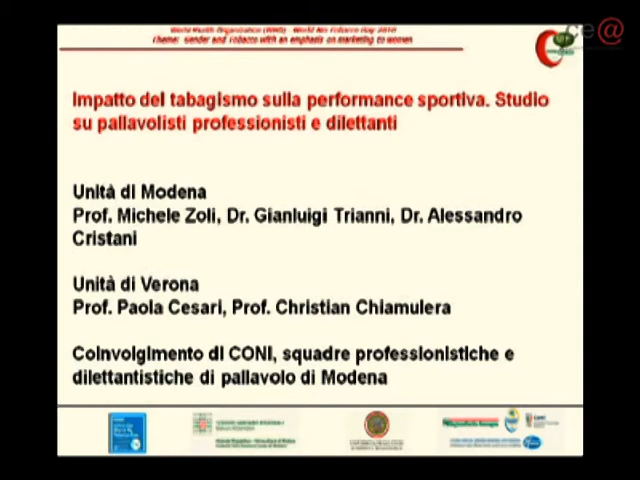 World Health Organization (WHO) - World No Tobacco Day 2010
Theme: Gender and Tobacco with an emphasis on marketing to women
ce@
Impatto del tabagismo sulla performance sportiva. Studio
su pallavolisti professionisti e dilettanti
Unità di Modena
Prof. Michele Zoli, Dr. Gianluigi Trianni, Dr. Alessandro
Cristani
Unità di Verona
Prof. Paola Cesari, Prof. Christian Chiamulera
Coinvolgimento di CONI, squadre professionistiche e
dilettantistiche di pallavolo di Modena